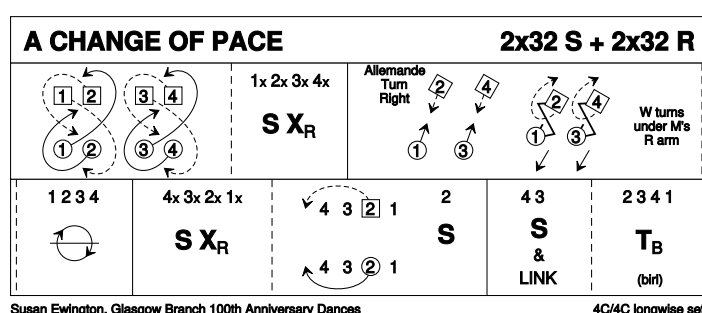 A CHANGE OF PACE
2x32 S + 2x32 R
1 2 3 4
1 2 3 4
1x 2x 3x 4x
S XR
Allemande
Turn
Right
2 4
1 3
2 4
1 3
W turns
under M's
R arm
1 2 3 4
4x 3x 2x 1x
S XR
4 3 2 1
4 3 2 1
2
S
4 3
S
&
LINK
2 3 4 1
TB
(birl)
Susan Ewington, Glasgow Branch 100th Anniversary Dances
4C/4C longwise set